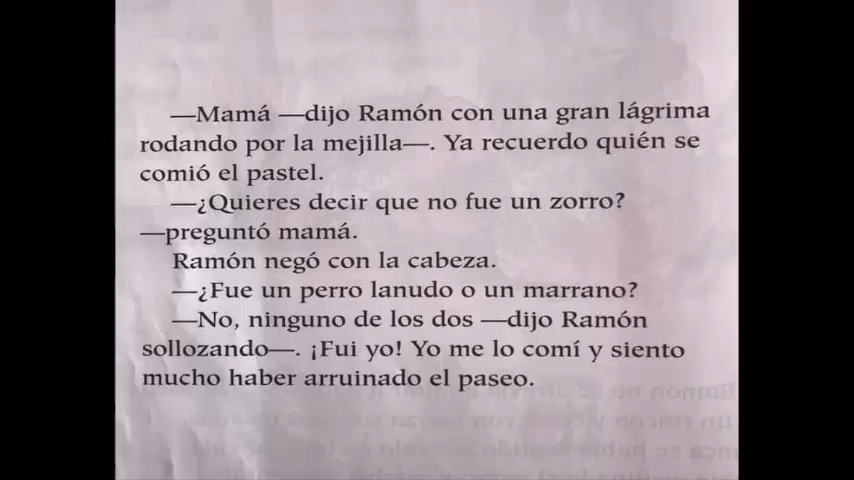 —Mamá —dijo Ramón con una gran lágrima
rodando por la mejilla—. Ya recuerdo quién se
comió el pastel.
—¿Quieres decir que no fue un zorro?
—preguntó mamá.
Ramón negó con la cabeza.
—¿Fue un perro lanudo o un marrano?
—No, ninguno de los dos —dijo Ramón
sollozando—. ¡Fui yo! Yo me lo comí y siento
mucho haber arruinado el paseo.